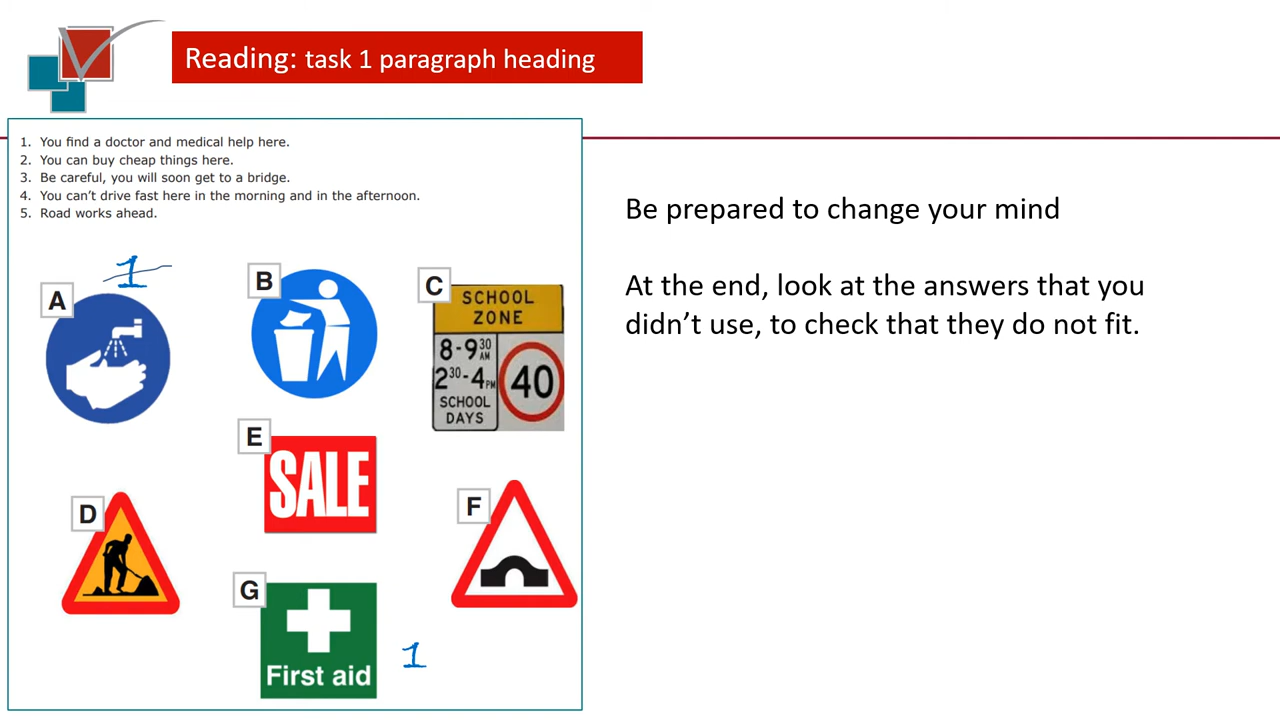 Reading: task 1 paragraph heading
1. You find a doctor and medical help here.
2. You can buy cheap things here.
3. Be careful, you will soon get to a bridge.
4. You can't drive fast here in the morning and in the afternoon.
5. Road works ahead.
Be prepared to change your mind
At the end, look at the answers that you
didn't use, to check that they do not fit.
1
A
B
C
SCHOOL
ZONE
8-9 30 AM
2 30-4 PM
40
SCHOOL
DAYS
E
SALE
D
F
G
First aid
1